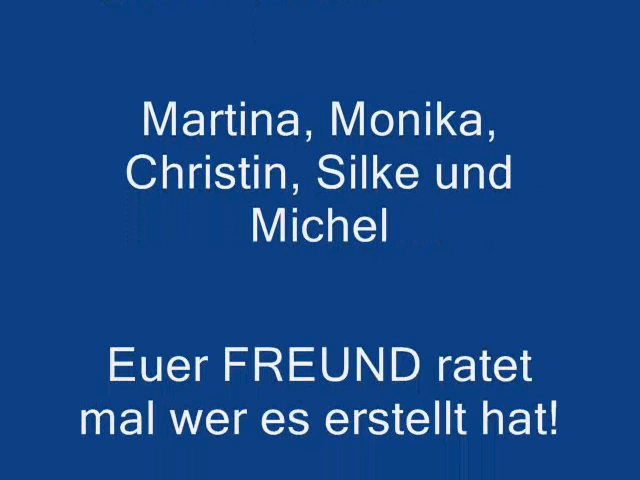 Martina, Monika,
Christin, Silke und
Michel
Euer FREUND ratet
mal wer es erstellt hat!